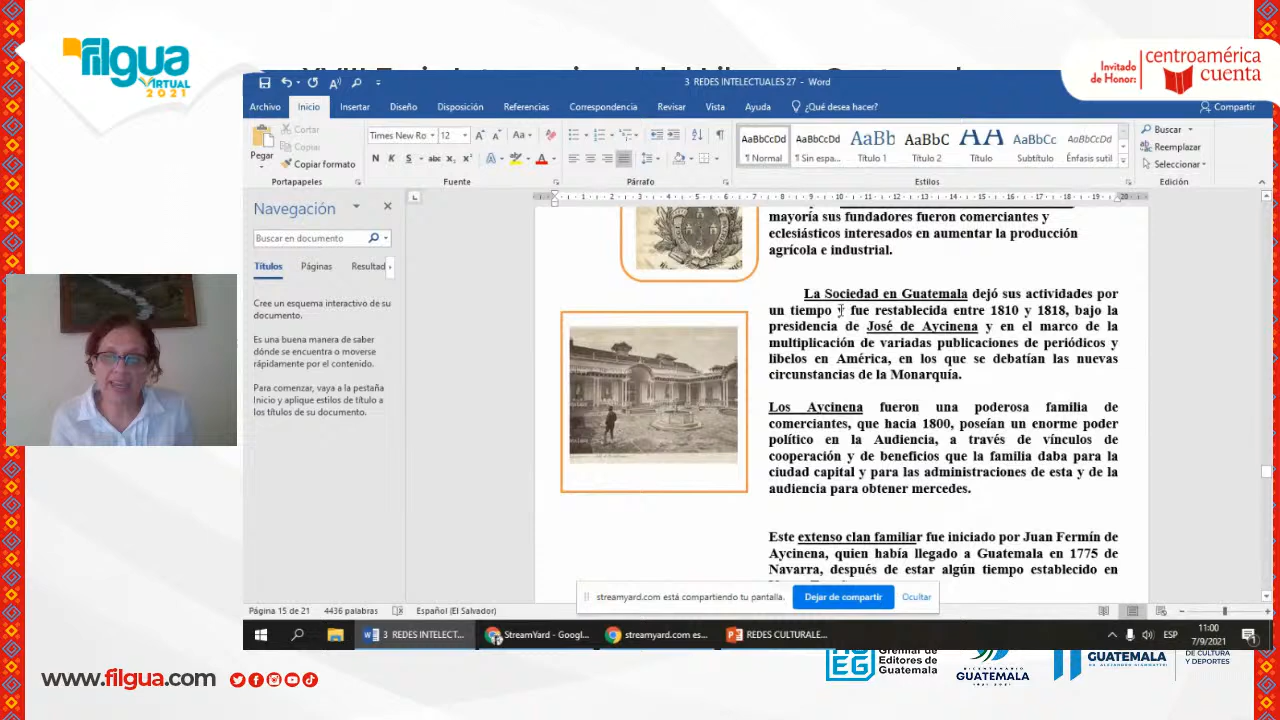 filgua
VIRTUAL
2021
Invitado
de Honor:
centroamérica
cuenta
3 REDES INTELECTUALES 27 - Word
Archivo Inicio Insertar Diseño Disposición Referencias Correspondencia Revisar Vista Ayuda ¿Qué desea hacer? Compartir
Pegar
Cortar
Copiar
Copiar formato
Portapapeles
Times New Ro 12
N K S abc x₂ x²
Fuente
Párrafo
AaBbCcDd AaBbCcDd AaBb AaBbC AA AaBbCc AaBbCcDd
¶ Normal ¶ Sin espa... Título 1 Título 2 Título Subtítulo Énfasis sutil
Estilos
Buscar
Reemplazar
Seleccionar
Edición
Navegación
Buscar en documento
Títulos Páginas Resultad
Cree un esquema interactivo de su
documento.
Es una buena manera de saber
dónde se encuentra o moverse
rápidamente por el contenido.
Para comenzar, vaya a la pestaña
Inicio y aplique estilos de título a
los títulos de su documento.
mayoría sus fundadores fueron comerciantes y
eclesiásticos interesados en aumentar la producción
agrícola e industrial.
La Sociedad en Guatemala dejó sus actividades por
un tiempo y fue restablecida entre 1810 y 1818, bajo la
presidencia de José de Aycinena y en el marco de la
multiplicación de variadas publicaciones de periódicos y
libelos en América, en los que se debatían las nuevas
circunstancias de la Monarquía.
Los Aycinena fueron una poderosa familia de
comerciantes, que hacia 1800, poseían un enorme poder
político en la Audiencia, a través de vínculos de
cooperación y de beneficios que la familia daba para la
ciudad capital y para las administraciones de esta y de la
audiencia para obtener mercedes.
Este extenso clan familiar fue iniciado por Juan Fermín de
Aycinena, quien había llegado a Guatemala en 1775 de
Navarra, después de estar algún tiempo establecido en
streamyard.com está compartiendo tu pantalla. Dejar de compartir Ocultar
Página 15 de 21 4436 palabras Español (El Salvador)
3 REDES INTELECT... StreamYard - Googl... streamyard.com es... REDES CULTURALE...
ESP
11:00
7/9/2021
www.filgua.com
Gremial de
Editores de
Guatemala
BICENTENARIO
GUATEMALA
GUATEMALA
DE CULTURA
Y DEPORTES